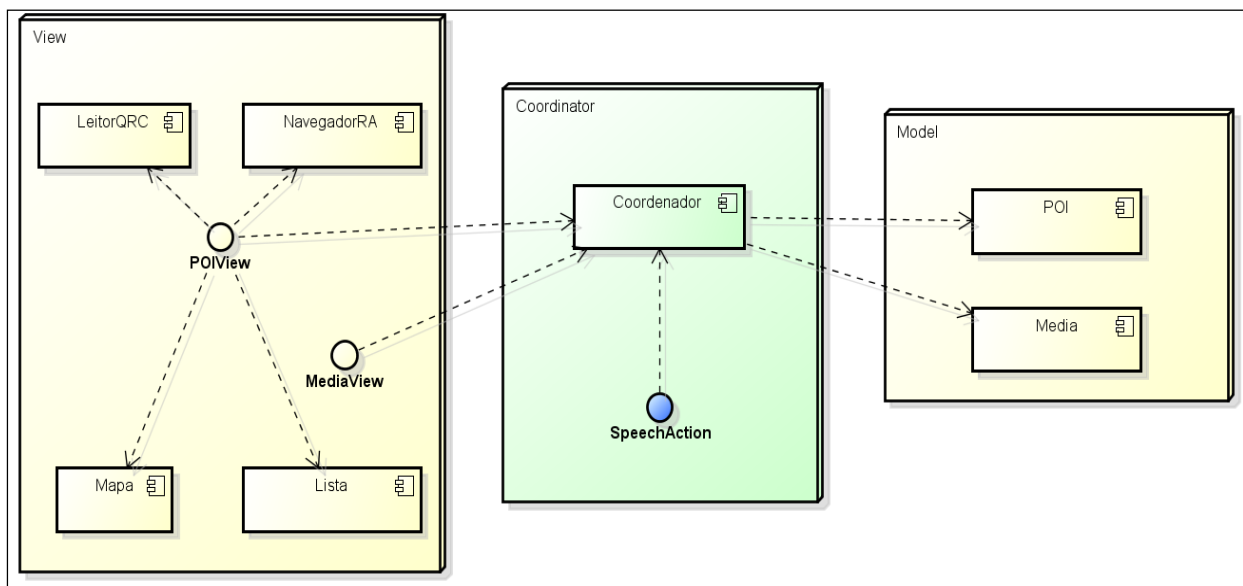 View
LeitorQRC
NavegadorRA
POIView
MediaView
Mapa
Lista
Coordinator
Coordenador
SpeechAction
Model
POI
Media